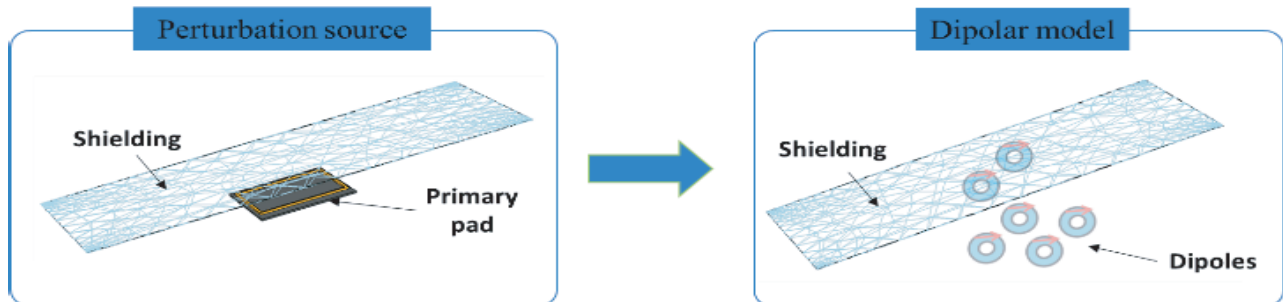 Perturbation source
Shielding
Primary
pad
Dipolar model
Shielding
Dipoles